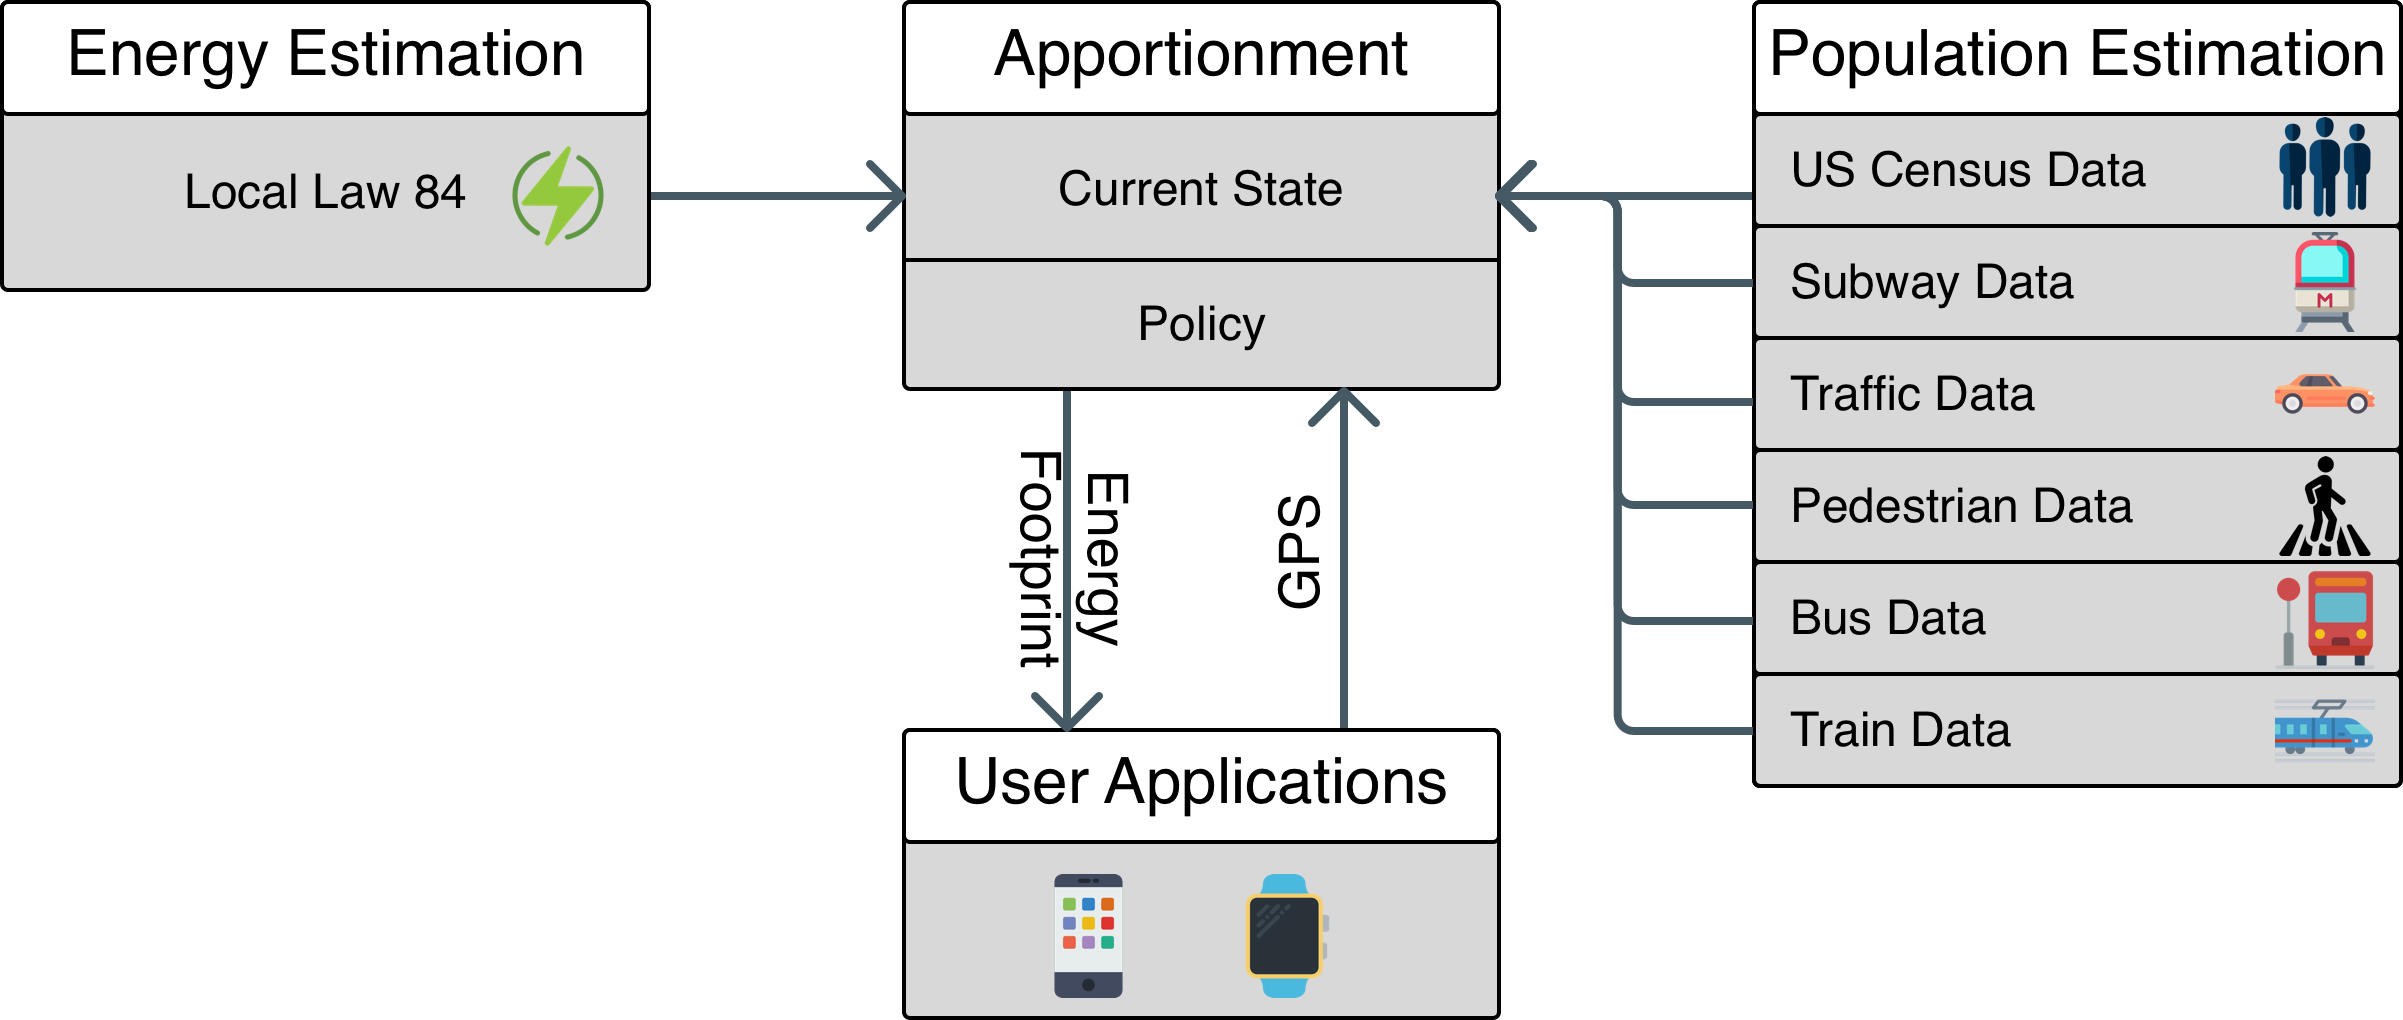 Energy Estimation
Local Law 84
Apportionment
Current State
Policy
Energy
Footprint
GPS
User Applications
Population Estimation
US Census Data
Subway Data
M
Traffic Data
Pedestrian Data
Bus Data
Train Data